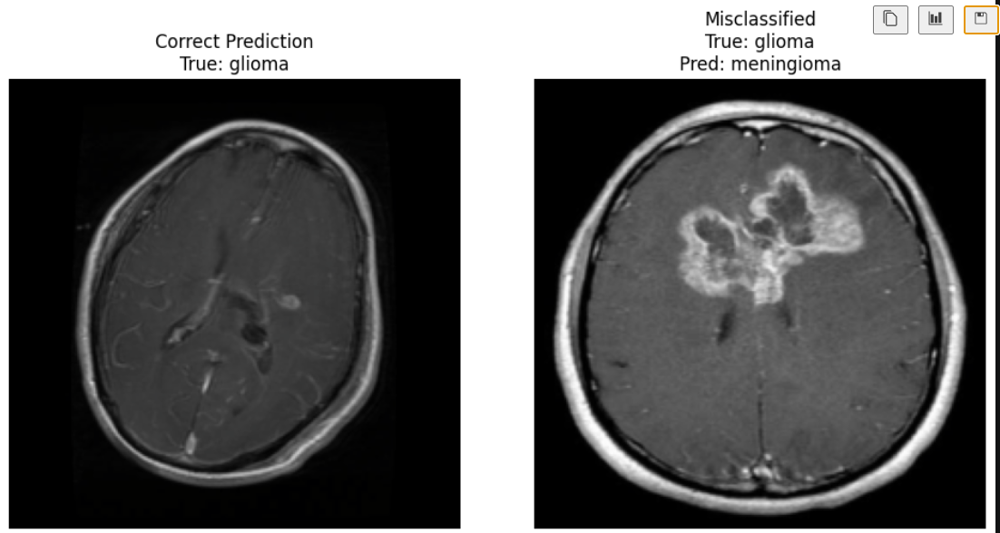 Correct Prediction
True: glioma
Misclassified
True: glioma
Pred: meningioma